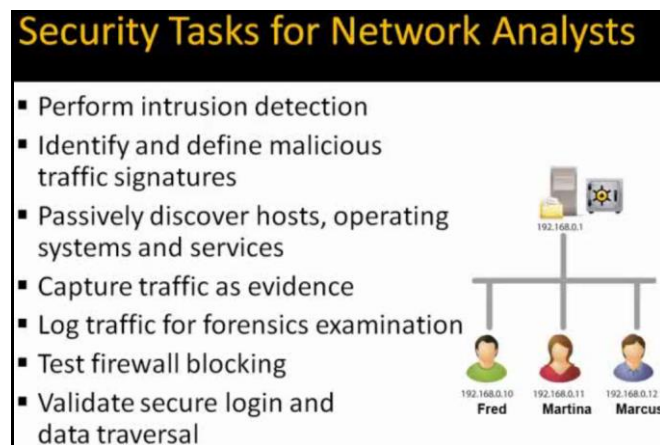 Security Tasks for Network Analysts
▪ Perform intrusion detection
▪ Identify and define malicious
traffic signatures
▪ Passively discover hosts, operating
systems and services
▪ Capture traffic as evidence
▪ Log traffic for forensics examination
▪ Test firewall blocking
▪ Validate secure login and
data traversal
192.168.0.1
192.168.0.10 192.168.0.11 192.168.0.12
Fred Martina Marcus